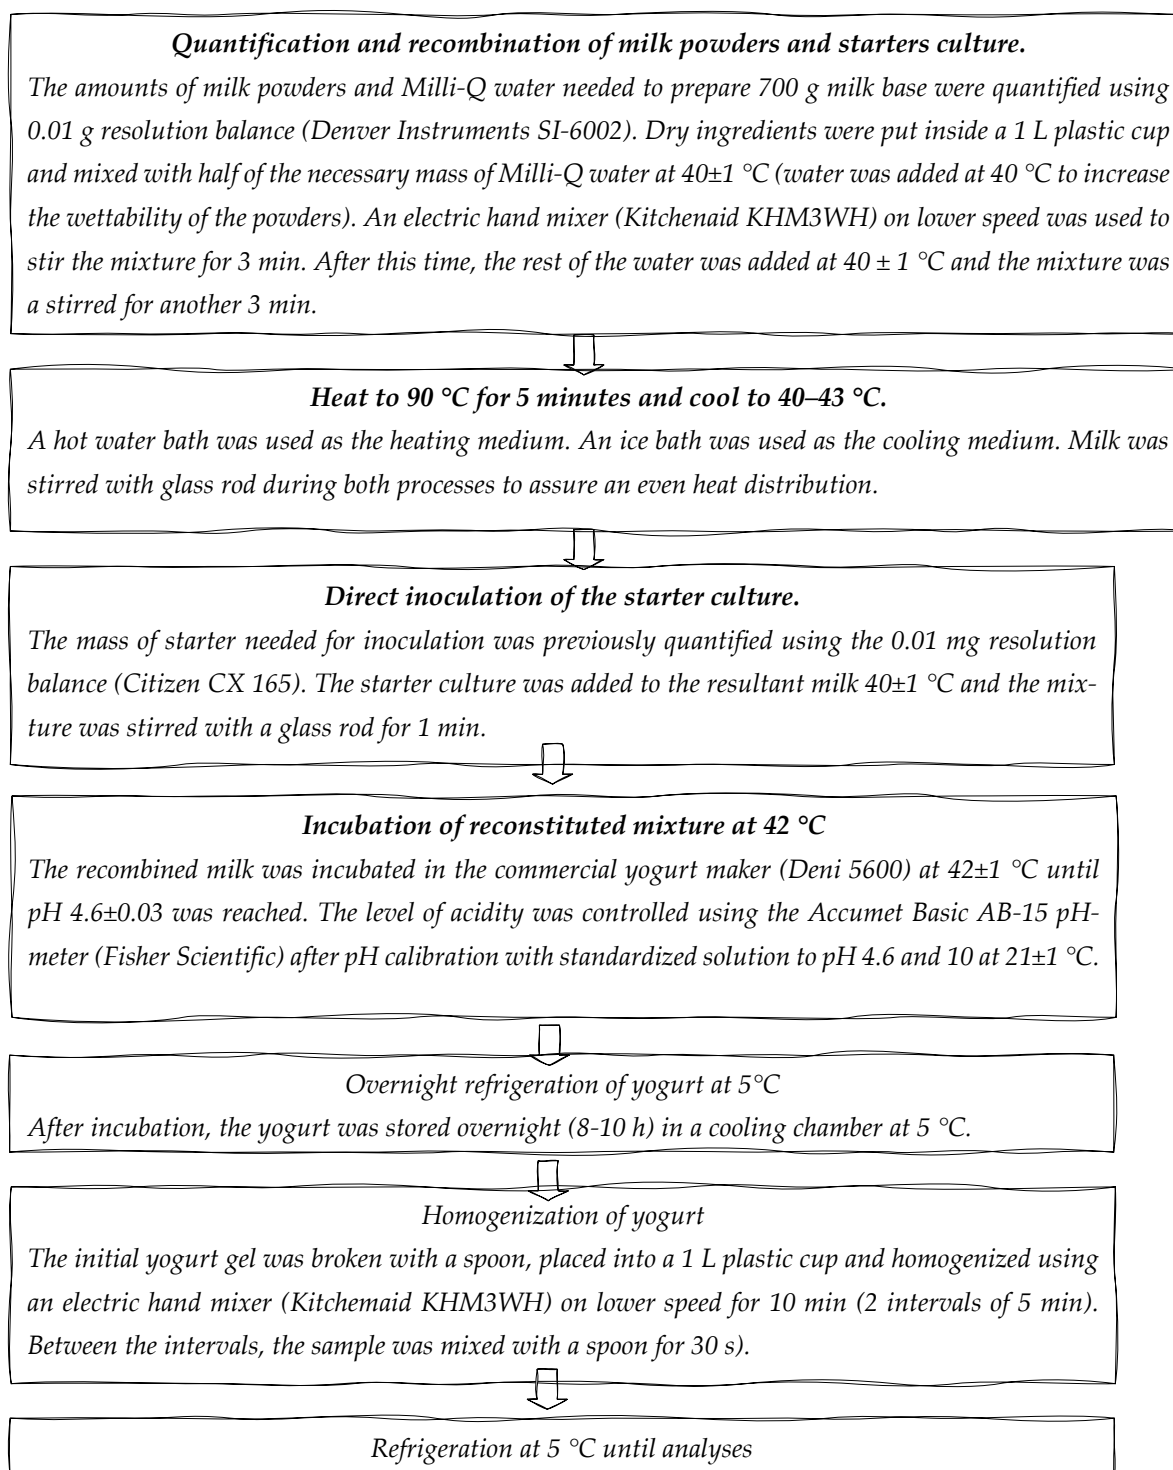 Quantification and recombination of milk powders and starters culture.
The amounts of milk powders and Milli-Q water needed to prepare 700 g milk base were quantified using
0.01 g resolution balance (Denver Instruments SI-6002). Dry ingredients were put inside a 1 L plastic cup
and mixed with half of the necessary mass of Milli-Q water at 40±1 °C (water was added at 40 °C to increase
the wettability of the powders). An electric hand mixer (Kitchenaid KHM3WH) on lower speed was used to
stir the mixture for 3 min. After this time, the rest of the water was added at 40 ± 1 °C and the mixture was
a stirred for another 3 min.
Heat to 90 °C for 5 minutes and cool to 40–43 °C.
A hot water bath was used as the heating medium. An ice bath was used as the cooling medium. Milk was
stirred with glass rod during both processes to assure an even heat distribution.
Direct inoculation of the starter culture.
The mass of starter needed for inoculation was previously quantified using the 0.01 mg resolution
balance (Citizen CX 165). The starter culture was added to the resultant milk 40±1 °C and the mix-
ture was stirred with a glass rod for 1 min.
Incubation of reconstituted mixture at 42 °C
The recombined milk was incubated in the commercial yogurt maker (Deni 5600) at 42±1 °C until
pH 4.6±0.03 was reached. The level of acidity was controlled using the Accumet Basic AB-15 pH-
meter (Fisher Scientific) after pH calibration with standardized solution to pH 4.6 and 10 at 21±1 °C.
Overnight refrigeration of yogurt at 5°C
After incubation, the yogurt was stored overnight (8-10 h) in a cooling chamber at 5 °C.
Homogenization of yogurt
The initial yogurt gel was broken with a spoon, placed into a 1 L plastic cup and homogenized using
an electric hand mixer (Kitchemaid KHM3WH) on lower speed for 10 min (2 intervals of 5 min).
Between the intervals, the sample was mixed with a spoon for 30 s).
Refrigeration at 5 °C until analyses